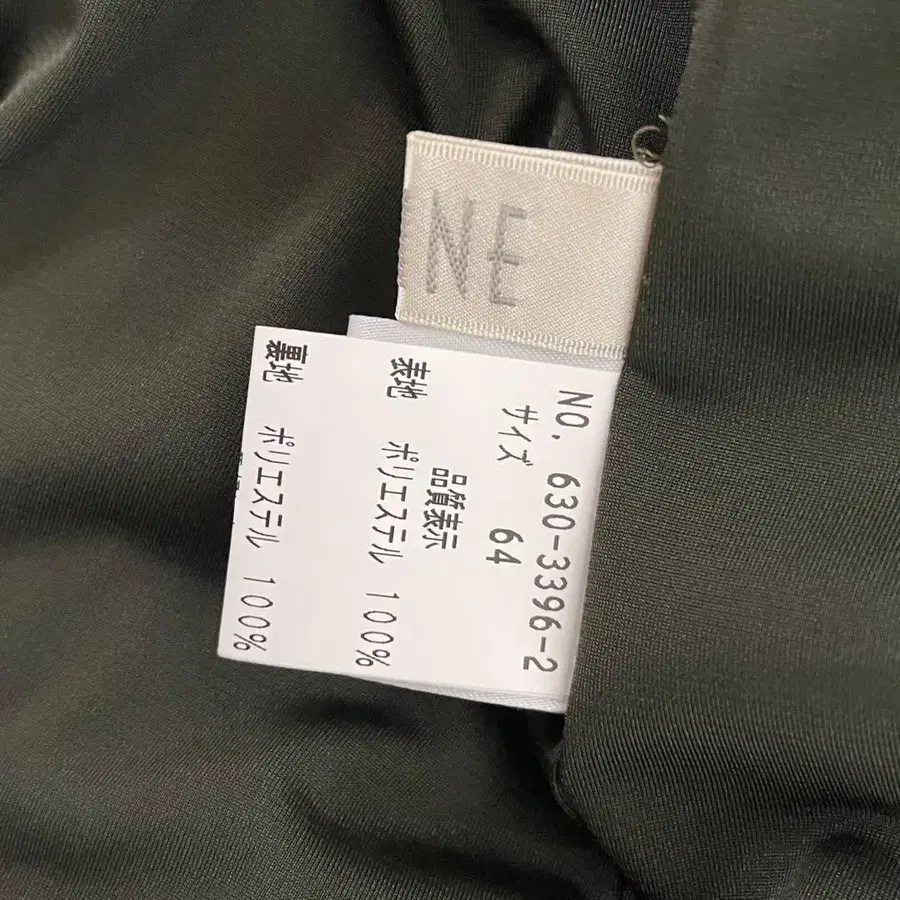 NE
NO. 630-3396-2
サイズ 64
品質表示
表地 ポリエステル 100%
裏地 ポリエステル 100%